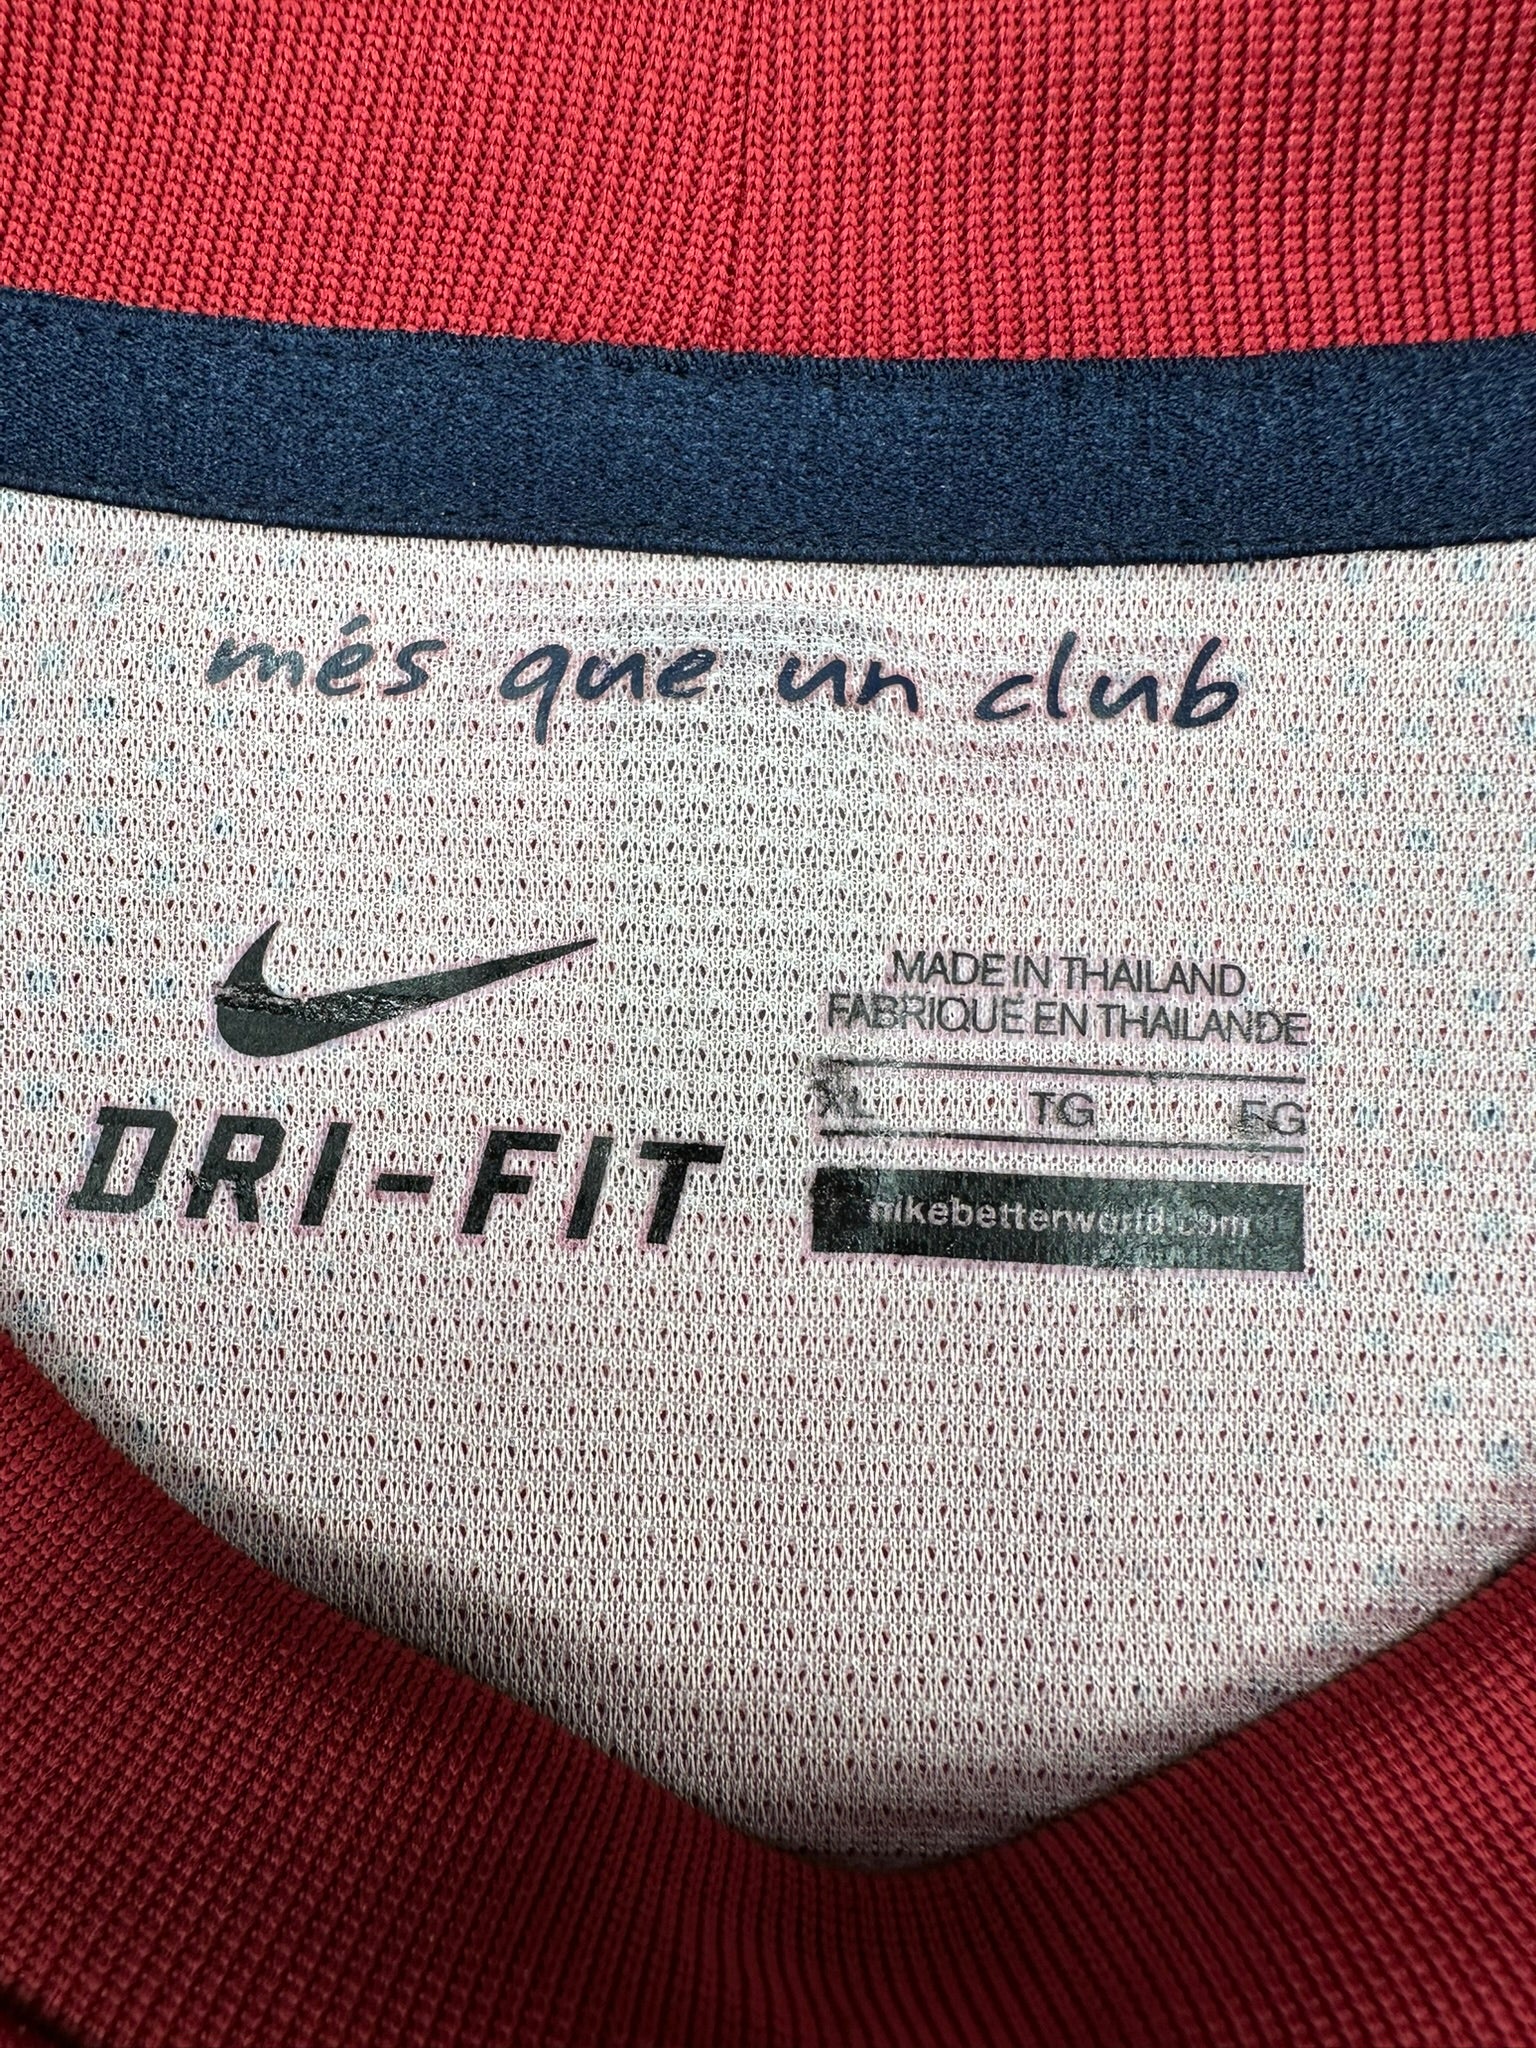 més que un club
MADE IN THAILAND
FABRIQUE EN THAILANDE
XL TG EG
DRI-FIT
nikebetterworld.com